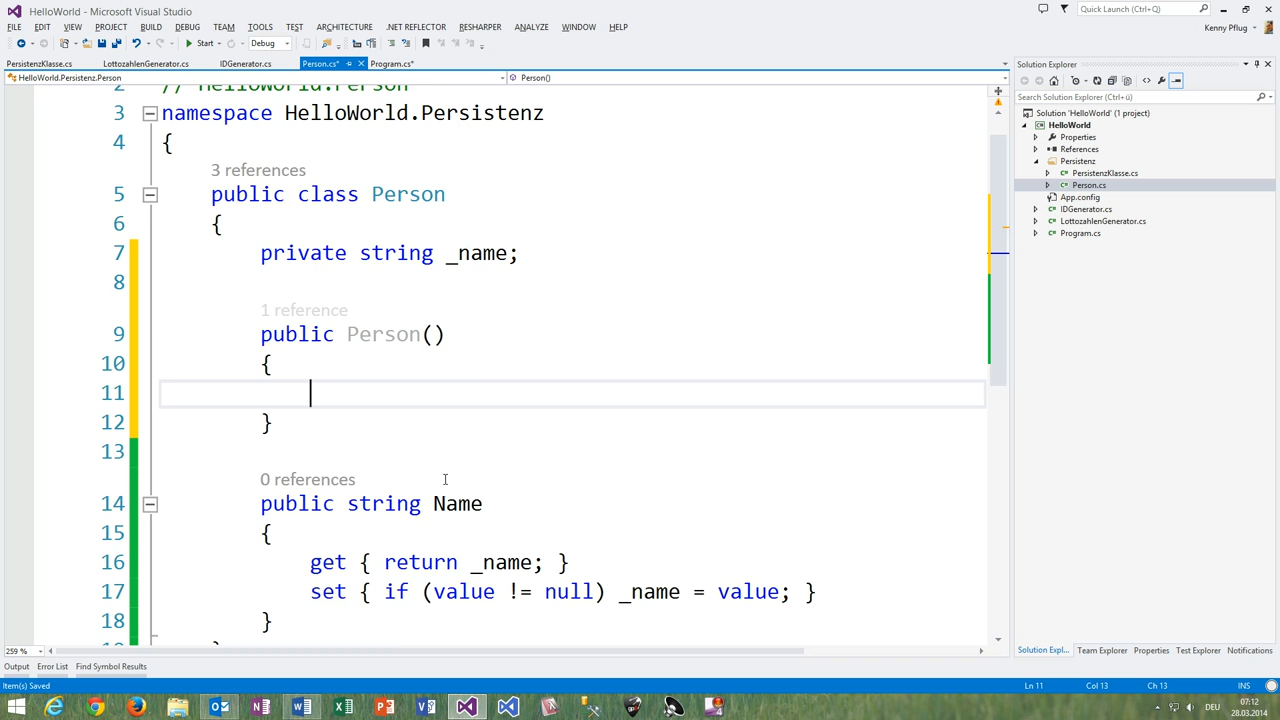 HelloWorld - Microsoft Visual Studio
Quick Launch (Ctrl+Q)
FILE EDIT VIEW PROJECT BUILD DEBUG TEAM TOOLS TEST ARCHITECTURE .NET REFLECTOR RESHARPER ANALYZE WINDOW HELP
Kenny Pflug
Start
Debug
PersistenzKlasse.cs LottozahlenGenerator.cs IDGenerator.cs Person.cs* Program.cs*
HelloWorld.Persistenz.Person
Person()
2 // HelloWorld.Person
3 namespace HelloWorld.Persistenz
4 {
3 references
5 public class Person
6 {
7 private string _name;
8
1 reference
9 public Person()
10 {
11
12 }
13
0 references
14 public string Name
15 {
16 get { return _name; }
17 set { if (value != null) _name = value; }
18 }
259 %
Solution Explorer
Search Solution Explorer (Ctrl+ü)
Solution 'HelloWorld' (1 project)
HelloWorld
Properties
References
Persistenz
PersistenzKlasse.cs
Person.cs
App.config
IDGenerator.cs
LottozahlenGenerator.cs
Program.cs
Solution Expl... Team Explorer Properties Test Explorer Notifications
Output Error List Find Symbol Results
Item(s) Saved
Ln 11 Col 13 Ch 13 INS
DEU
07:12
28.03.2014